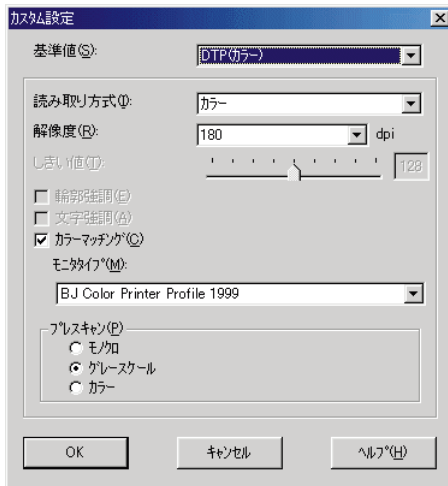 カスタム設定
基準値(S): DTP(カラー)
読み取り方式(I): カラー
解像度(R): 180 dpi
しきい値(T): 128
輪郭強調(E)
文字強調(A)
カラーマッチング(C)
モニタタイプ(M):
BJ Color Printer Profile 1999
プレスキャン(P)
モノクロ
グレースケール
カラー
OK キャンセル ヘルプ(H)